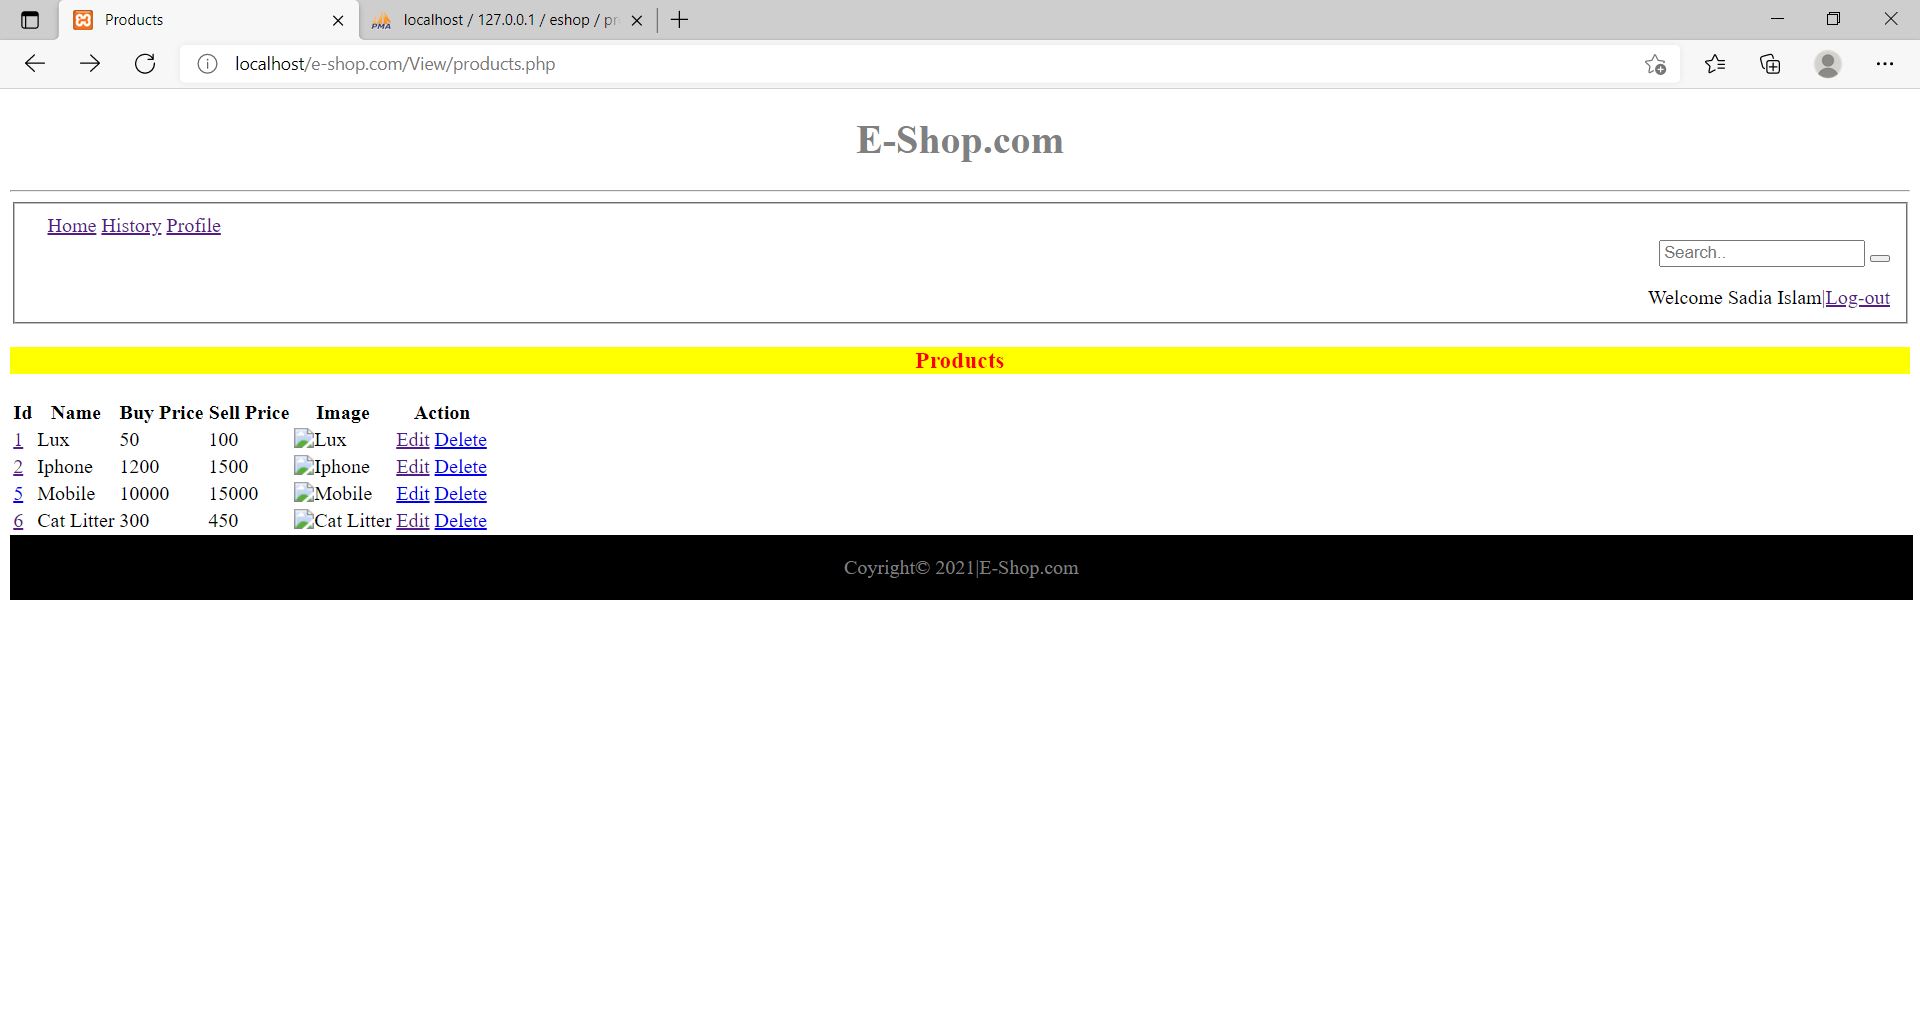 Products
localhost / 127.0.0.1 / eshop / pr
localhost/e-shop.com/View/products.php
E-Shop.com
Home History Profile
Search..
Welcome Sadia Islam|Log-out
Products
Id Name Buy Price Sell Price Image Action
1 Lux 50 100 Lux Edit Delete
2 Iphone 1200 1500 Iphone Edit Delete
5 Mobile 10000 15000 Mobile Edit Delete
6 Cat Litter 300 450 Cat Litter Edit Delete
Coyright© 2021|E-Shop.com